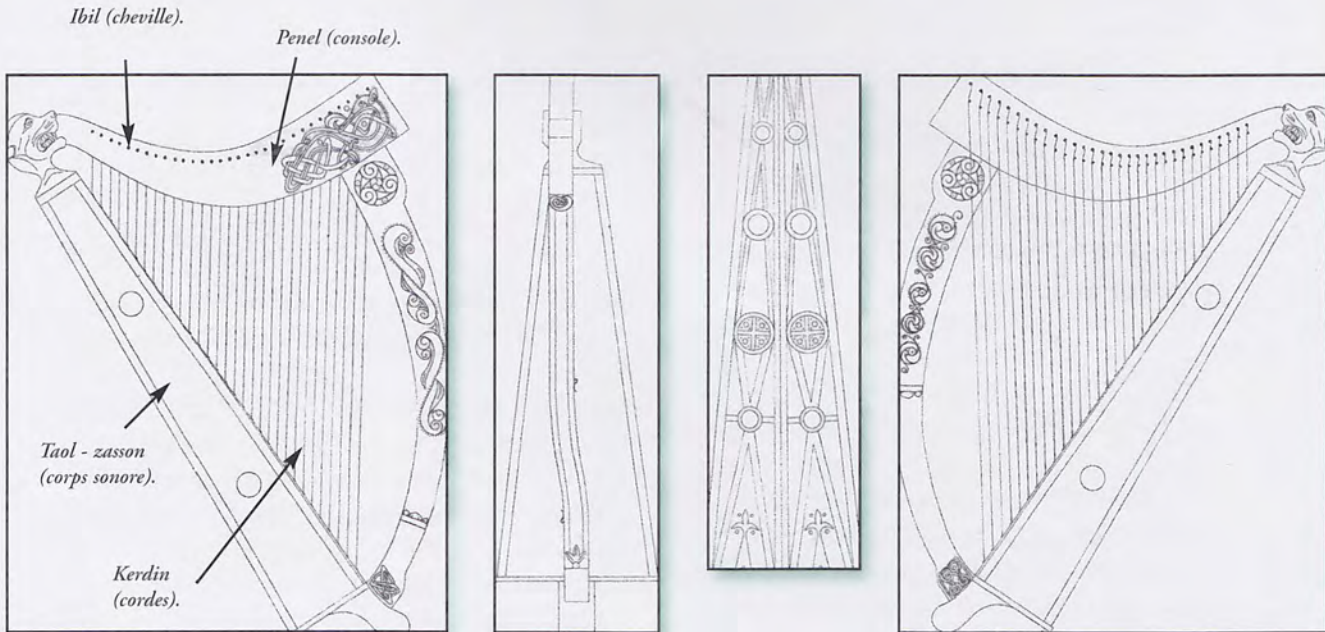 Ibil (cheville).
Penel (console).
Taol - zasson
(corps sonore).
Kerdin
(cordes).